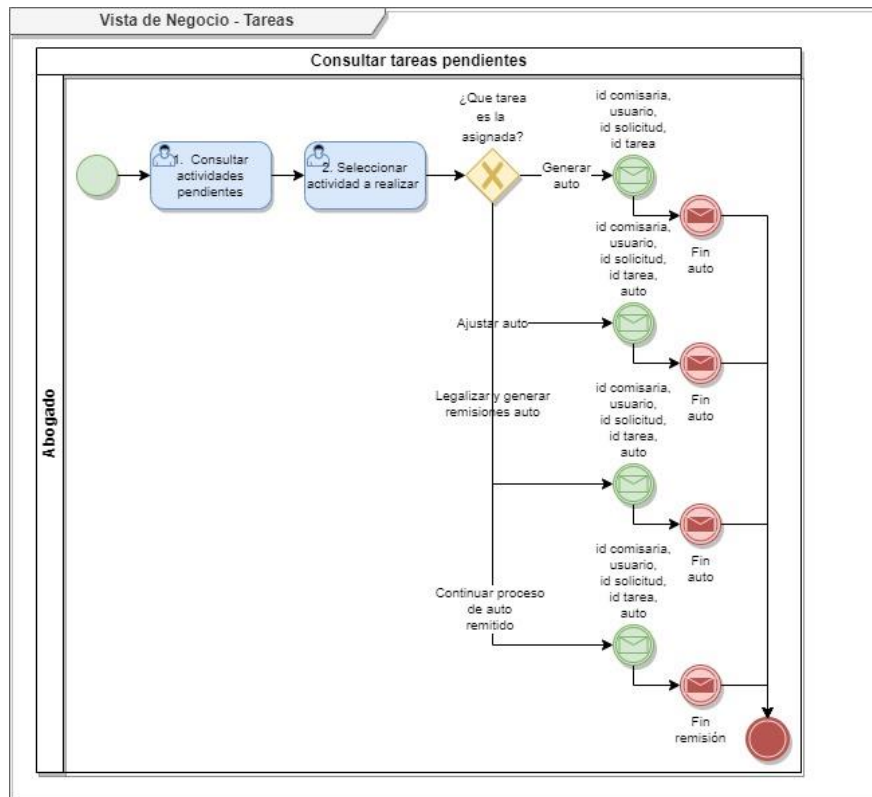 Vista de Negocio - Tareas
Consultar tareas pendientes
Abogado
1. Consultar
actividades
pendientes
2. Seleccionar
actividad a realizar
¿Que tarea
es la
asignada?
Generar
auto
id comisaria,
usuario,
id solicitud,
id tarea
Fin
auto
Ajustar auto
id comisaria,
usuario,
id solicitud,
id tarea,
auto
Fin
auto
Legalizar y generar
remisiones auto
id comisaria,
usuario,
id solicitud,
id tarea,
auto
Fin
auto
Continuar proceso
de auto
remitido
id comisaria,
usuario,
id solicitud,
id tarea,
auto
Fin
remisión